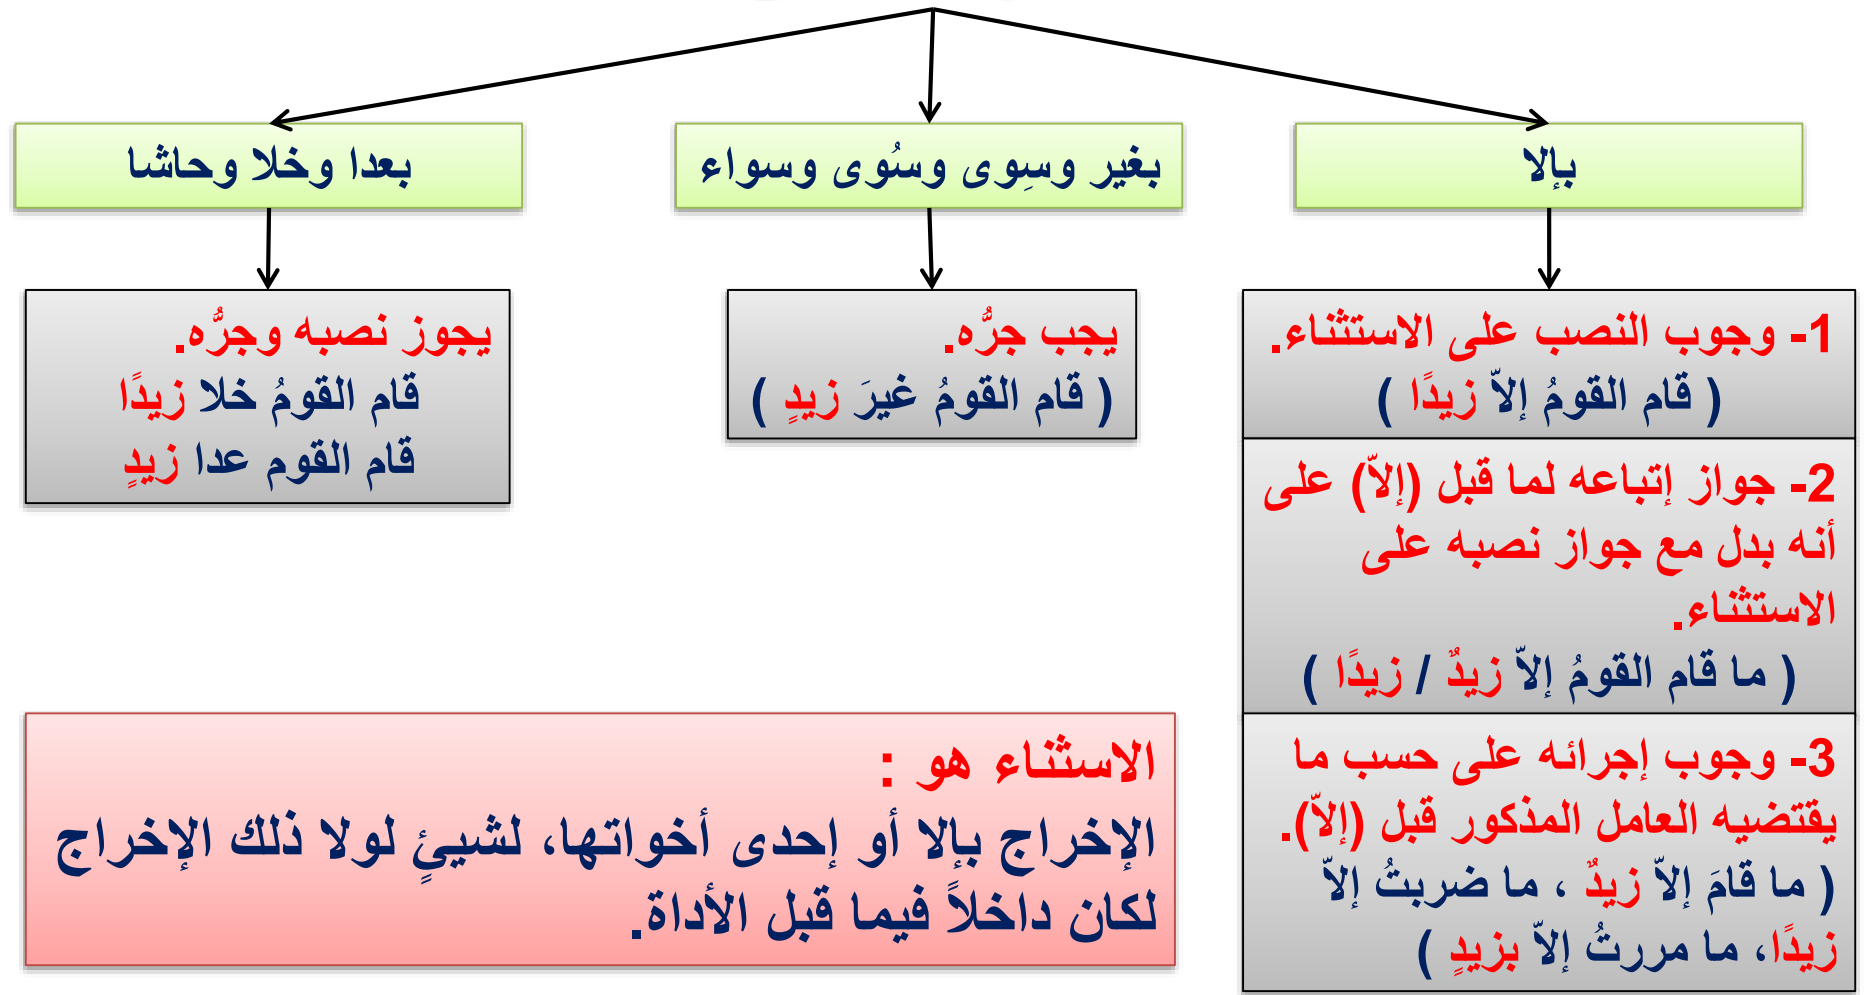 بإلا
بغير وسِوى وسُوى وسواء
بعدا وخلا وحاشا
1- وجوب النصب على الاستثناء.
( قام القومُ إلاّ زيدًا )
2- جواز إتباعه لما قبل (إلاّ) على
أنه بدل مع جواز نصبه على
الاستثناء.
( ما قام القومُ إلاّ زيدٌ / زيدًا )
3- وجوب إجرائه على حسب ما
يقتضيه العامل المذكور قبل (إلاّ).
( ما قامَ إلاّ زيدٌ ، ما ضربتُ إلاّ
زيدًا، ما مررتُ إلاّ بزيدٍ )
يجب جرُّه.
( قام القومُ غيرَ زيدٍ )
يجوز نصبه وجرُّه.
قام القومُ خلا زيدًا
قام القوم عدا زيدٍ
الاسثناء هو :
الإخراج بإلا أو إحدى أخواتها، لشيئٍ لولا ذلك الإخراج
لكان داخلاً فيما قبل الأداة.